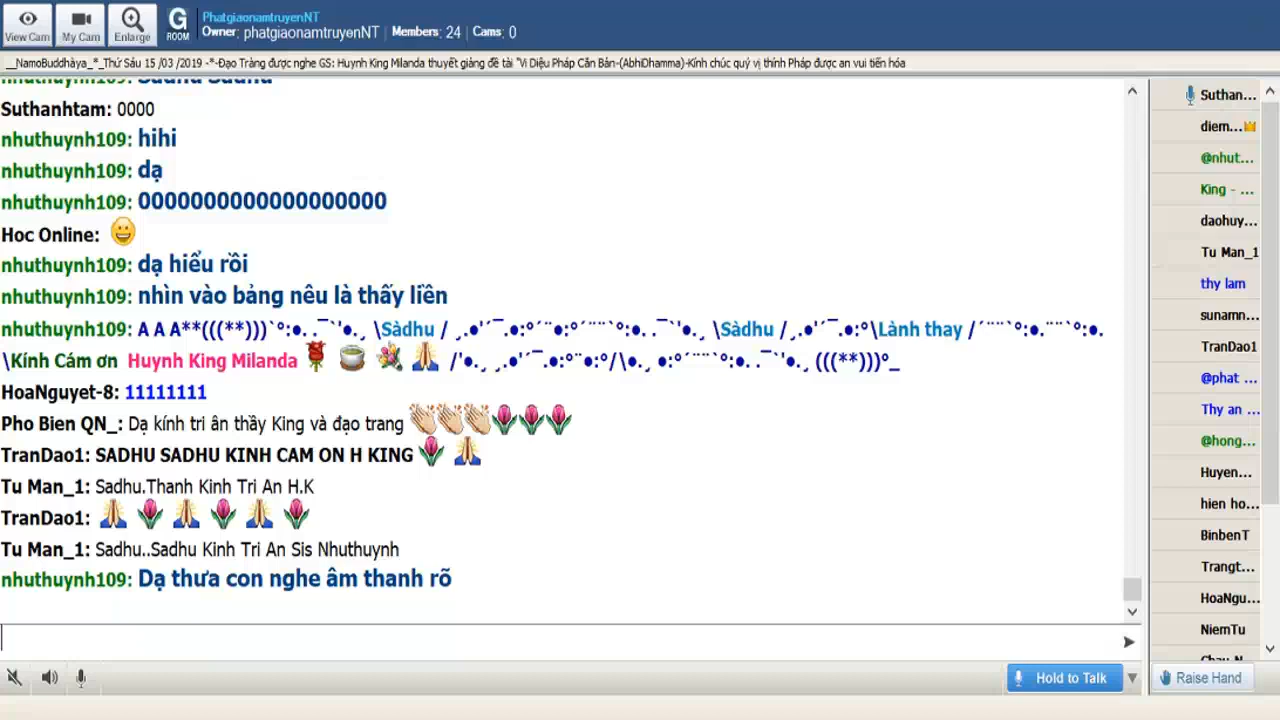 View Cam
My Cam
Enlarge
G
ROOM
PhatgiaonamtruyenNT
Owner: phatgiaonamtruyenNT | Members: 24 | Cams: 0
__NamoBuddhàya_*_Thứ Sáu 15 /03 /2019 -*-Đạo Tràng được nghe GS: Huynh King Milanda thuyết giảng đề tài "Vi Diệu Pháp Căn Bản-(AbhiDhamma)-Kính chúc quý vị thính Pháp được an vui tiến hóa
nhuthuynh109: Sadhu Sadhu
Suthanhtam: 0000
nhuthuynh109: hihi
nhuthuynh109: dạ
nhuthuynh109: 0000000000000000000
Hoc Online:
nhuthuynh109: dạ hiểu rồi
nhuthuynh109: nhìn vào bảng nêu là thấy liền
nhuthuynh109: A A A**(((**)))`°:●. .¯`'●.¸ \Sàdhu / ¸.●'´¯.●:°´¨●:°´¨¨`°:●. .¯`'●.¸ \Sàdhu /¸.●'´¯.●:°\Lành thay /´¨¨`°:●.¨¨`°:●.
\Kính Cám ơn Huynh King Milanda /'●.¸ ¸.●'´¯.●:°¨●:°/\●.¸ ●:°´¨¨`°:●. .¯`'●.¸ (((**)))°_
HoaNguyet-8: 11111111
Pho Bien QN_: Dạ kính tri ân thầy King và đạo trang
TranDao1: SADHU SADHU KINH CAM ON H KING
Tu Man_1: Sadhu.Thanh Kinh Tri An H.K
TranDao1:
Tu Man_1: Sadhu..Sadhu Kinh Tri An Sis Nhuthuynh
nhuthuynh109: Dạ thưa con nghe âm thanh rõ
Suthan...
diem...
@nhut...
King - ...
daohuy...
Tu Man_1
thy lam
sunamn...
TranDao1
@phat ...
Thy an ...
@hong...
Huyen...
hien ho...
BinbenT
Trangt...
HoaNgu...
NiemTu
Hold to Talk
Raise Hand